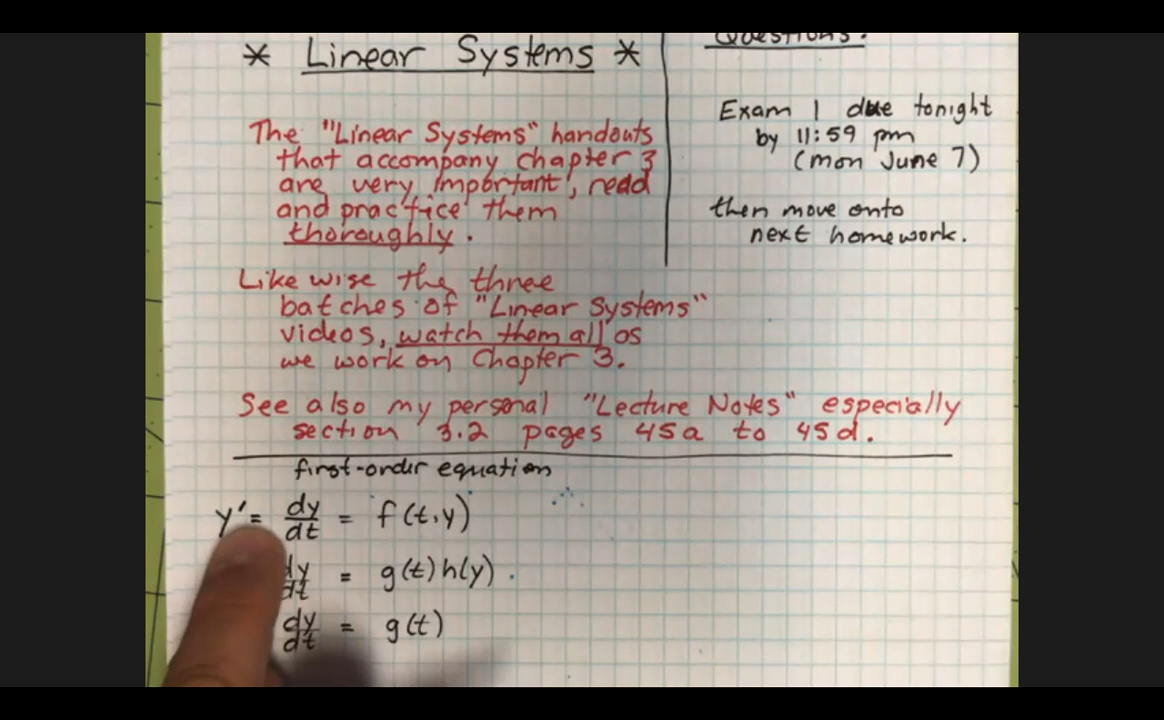 * Linear Systems *
Questions:
Exam 1 due tonight
by 11:59 pm
(mon June 7)
then move onto
next homework.
The "Linear Systems" handouts
that accompany chapter 3
are very important, read
and practice them
thoroughly.
Likewise the three
batches of "Linear Systems"
videos, watch them all as
we work on Chapter 3.
See also my personal "Lecture Notes" especially
section 3.2 pages 45a to 45d.
first-order equation
y' = dy/dt = f(t,y)
dy/dt = g(t)h(y).
dy/dt = g(t)